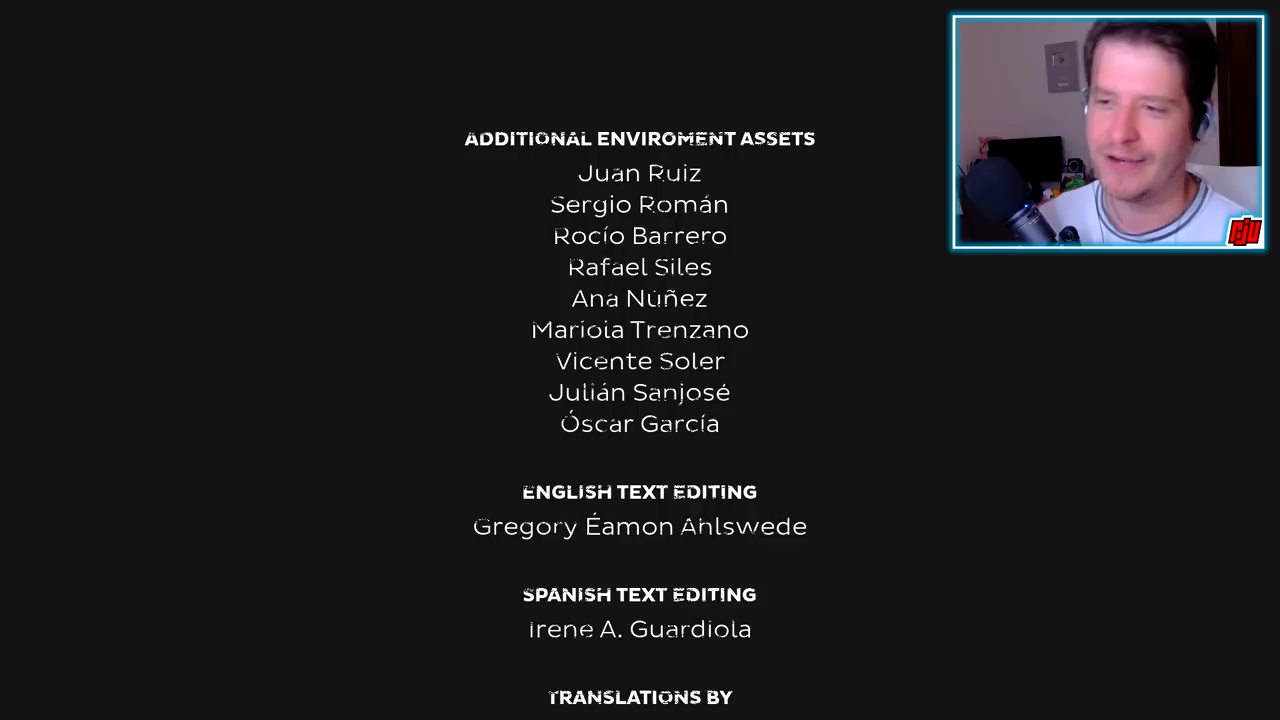 ADDITIONAL ENVIROMENT ASSETS
Juan Ruiz
Sergio Román
Rocío Barrero
Rafael Siles
Ana Núñez
Mariola Trenzano
Vicente Soler
Julián Sanjosé
Óscar García
ENGLISH TEXT EDITING
Gregory Éamon Ahlswede
SPANISH TEXT EDITING
Irene A. Guardiola
TRANSLATIONS BY
rju